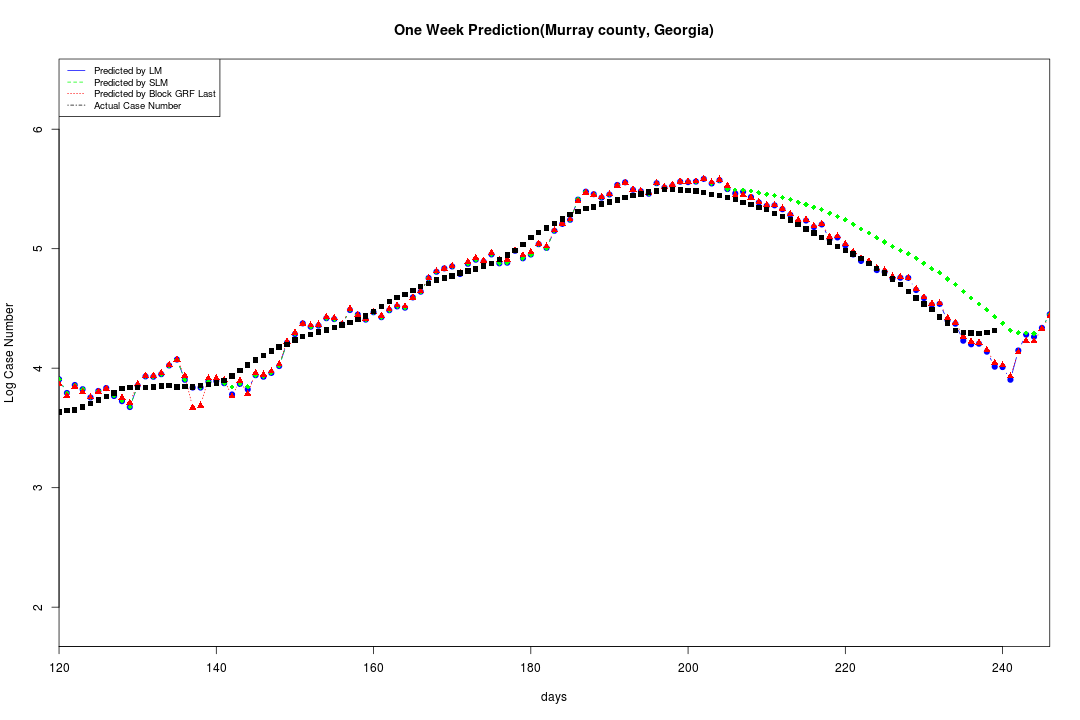 One Week Prediction(Murray county, Georgia)
Predicted by LM
Predicted by SLM
Predicted by Block GRF Last
Actual Case Number
6
5
4
3
2
Log Case Number
120 140 160 180 200 220 240
days